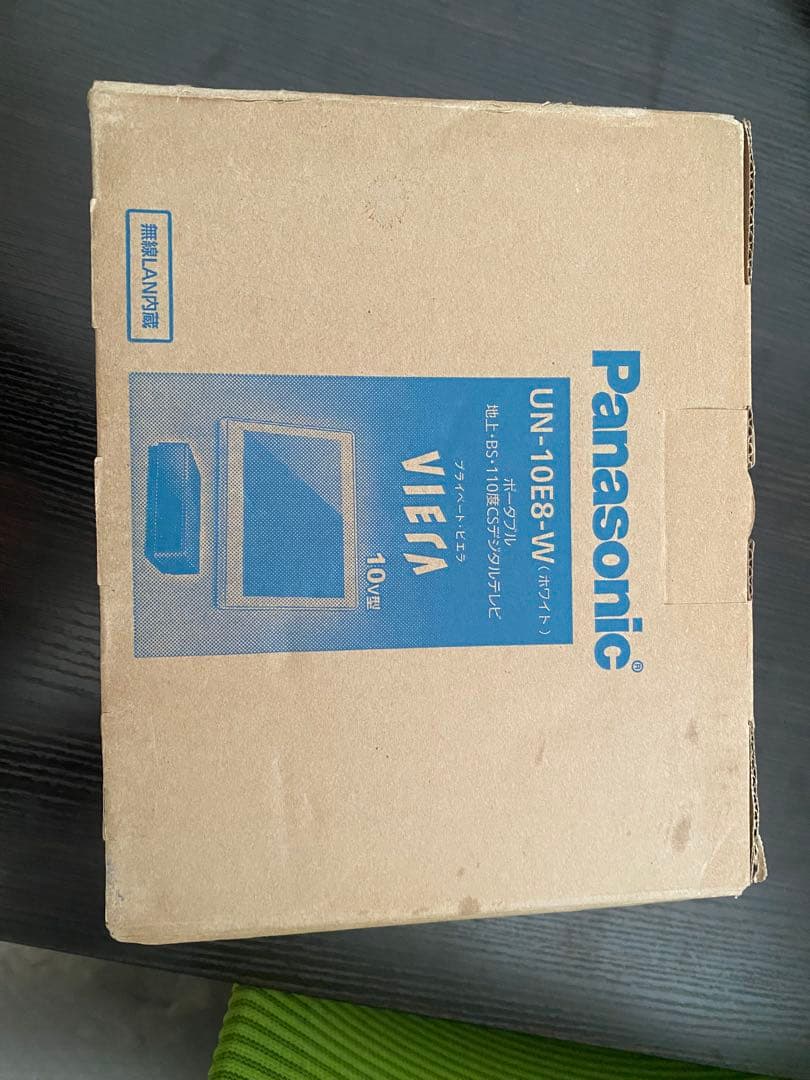 Panasonic®
UN-10E8-W(ホワイト)
ポータブル
地上・BS・110度CSデジタルテレビ
プライベート・ビエラ
VIERA
10V型
無線LAN内蔵